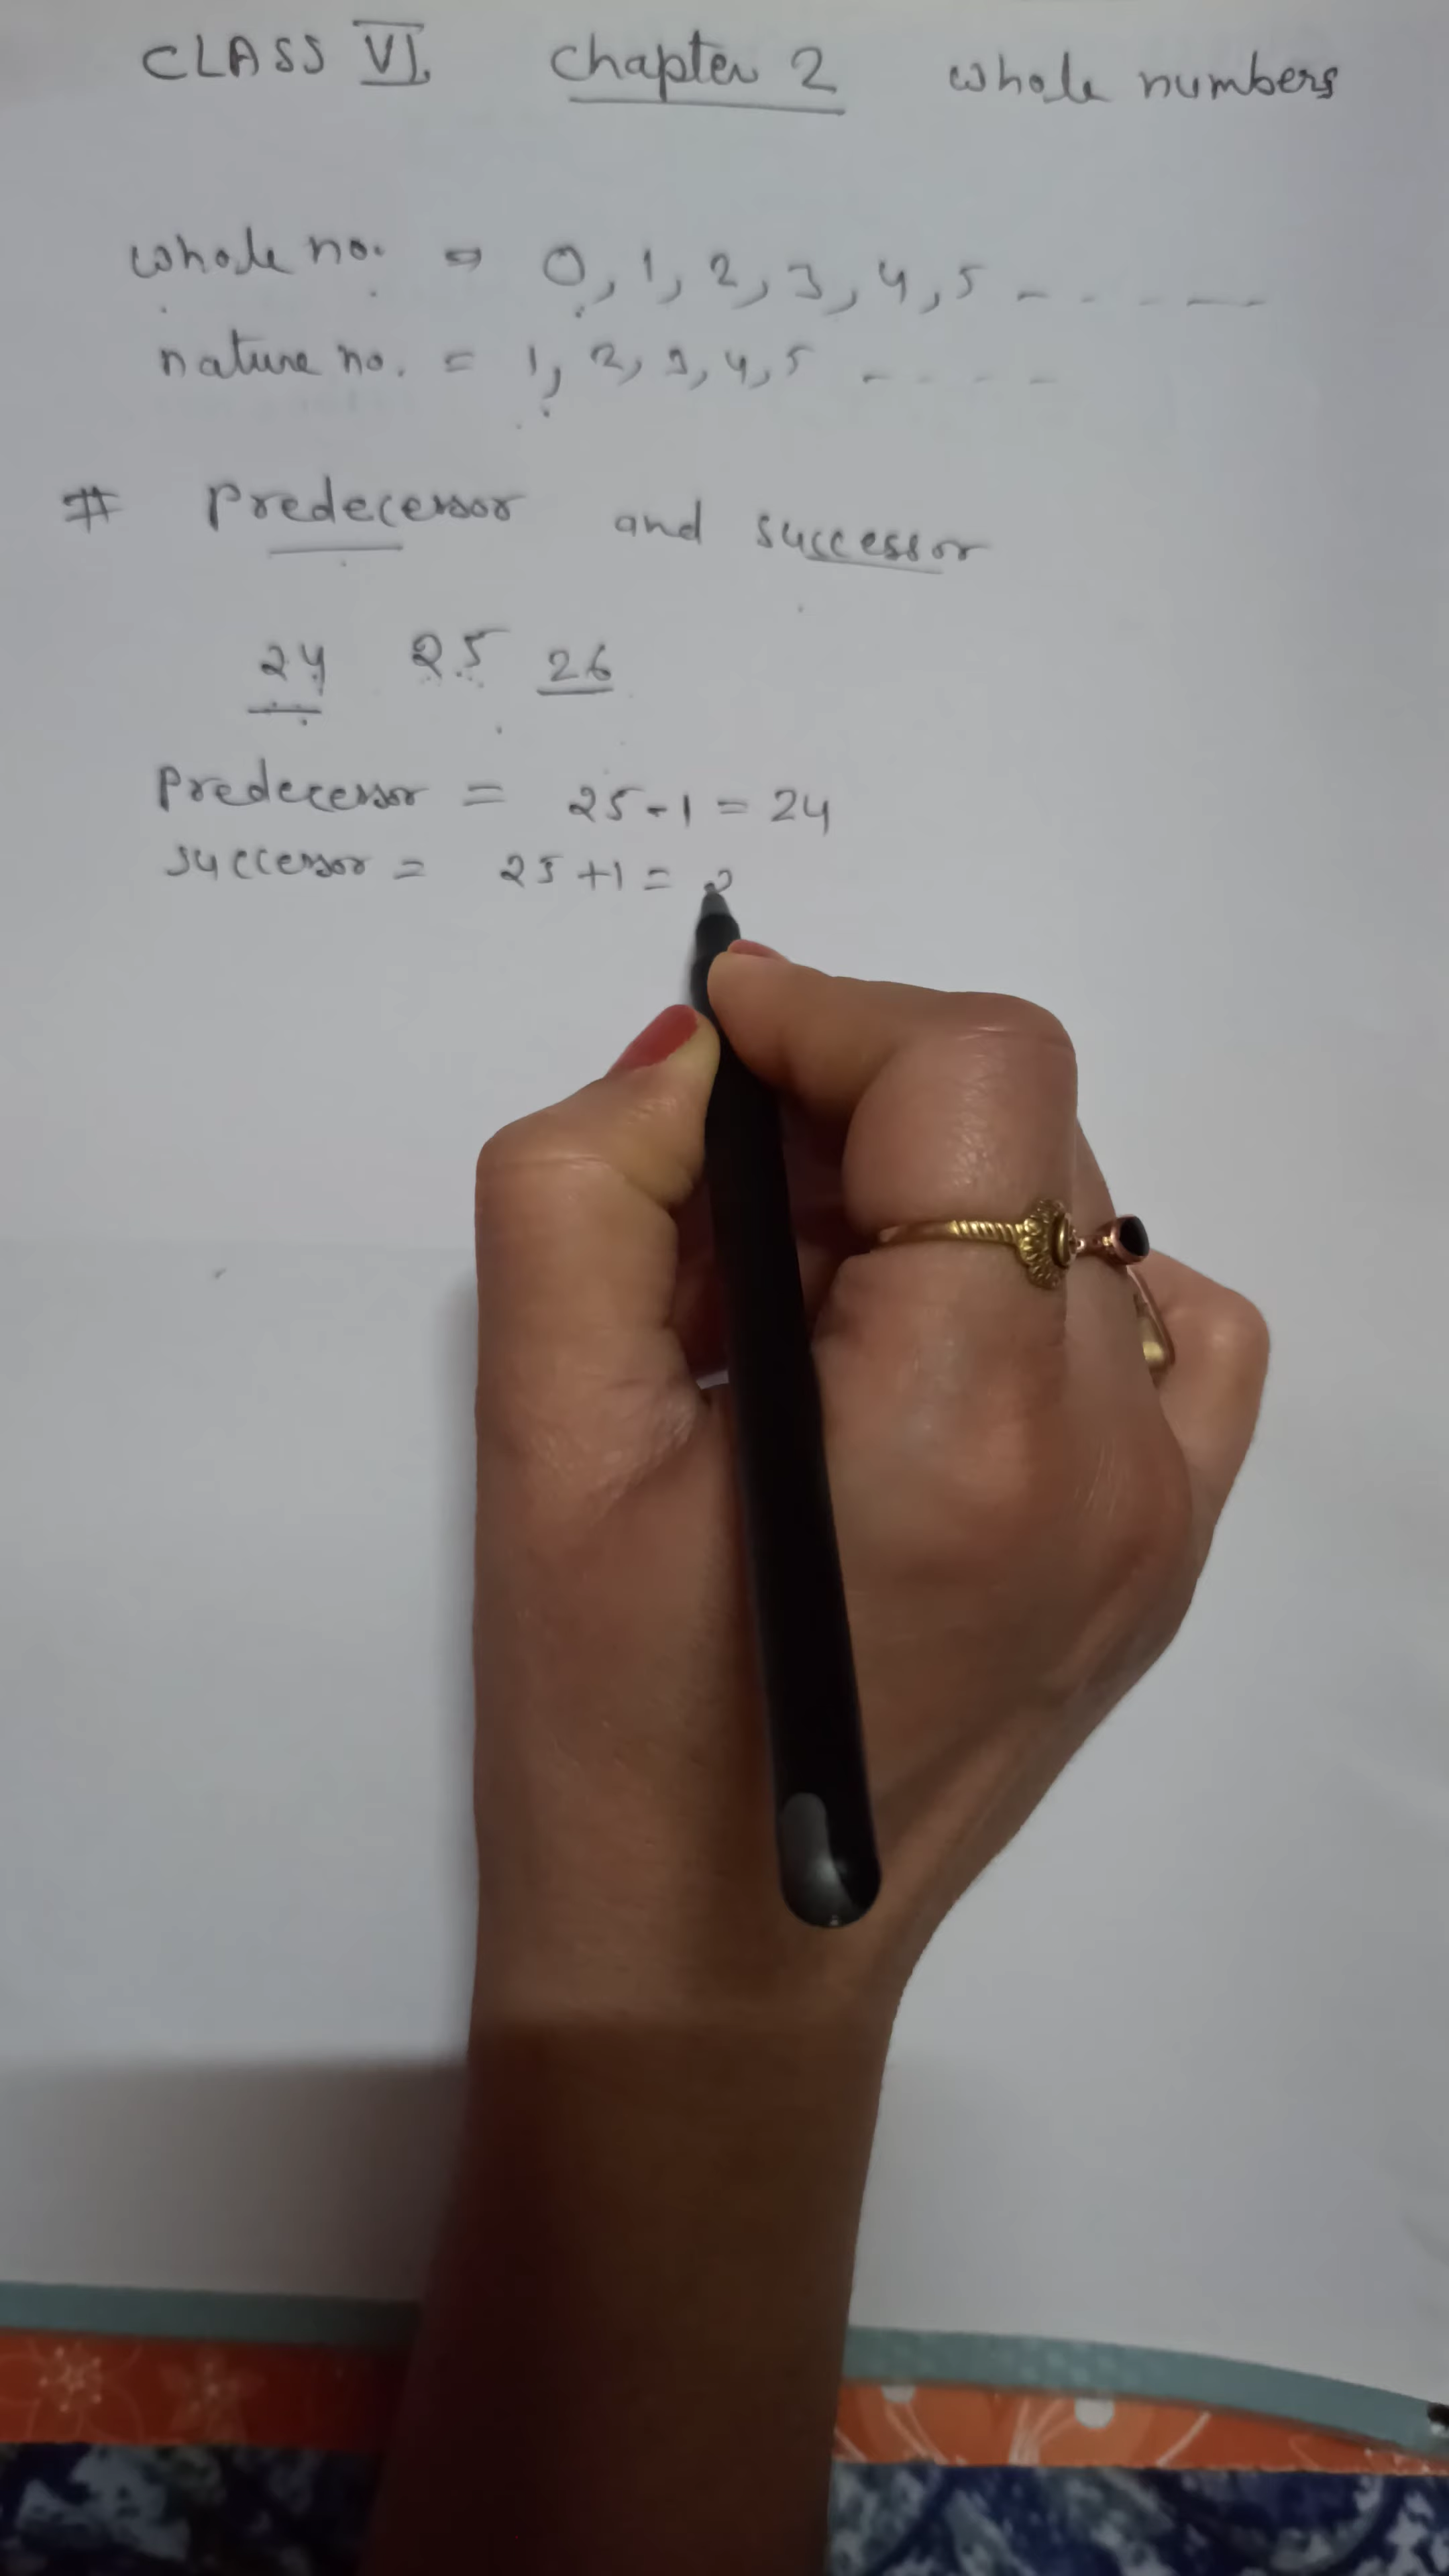 CLASS VI Chapter 2 whole numbers
whole no. = 0, 1, 2, 3, 4, 5 - - - - -
nature no. = 1, 2, 3, 4, 5 - - - -
# Predecessor and successor
24 25 26
Predecessor = 25-1 = 24
successor = 25+1 = 2